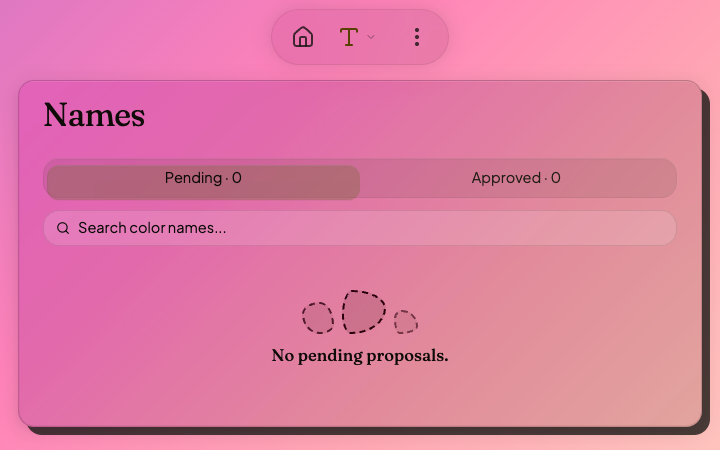 T
Names
Pending · 0
Approved · 0
Search color names...
No pending proposals.